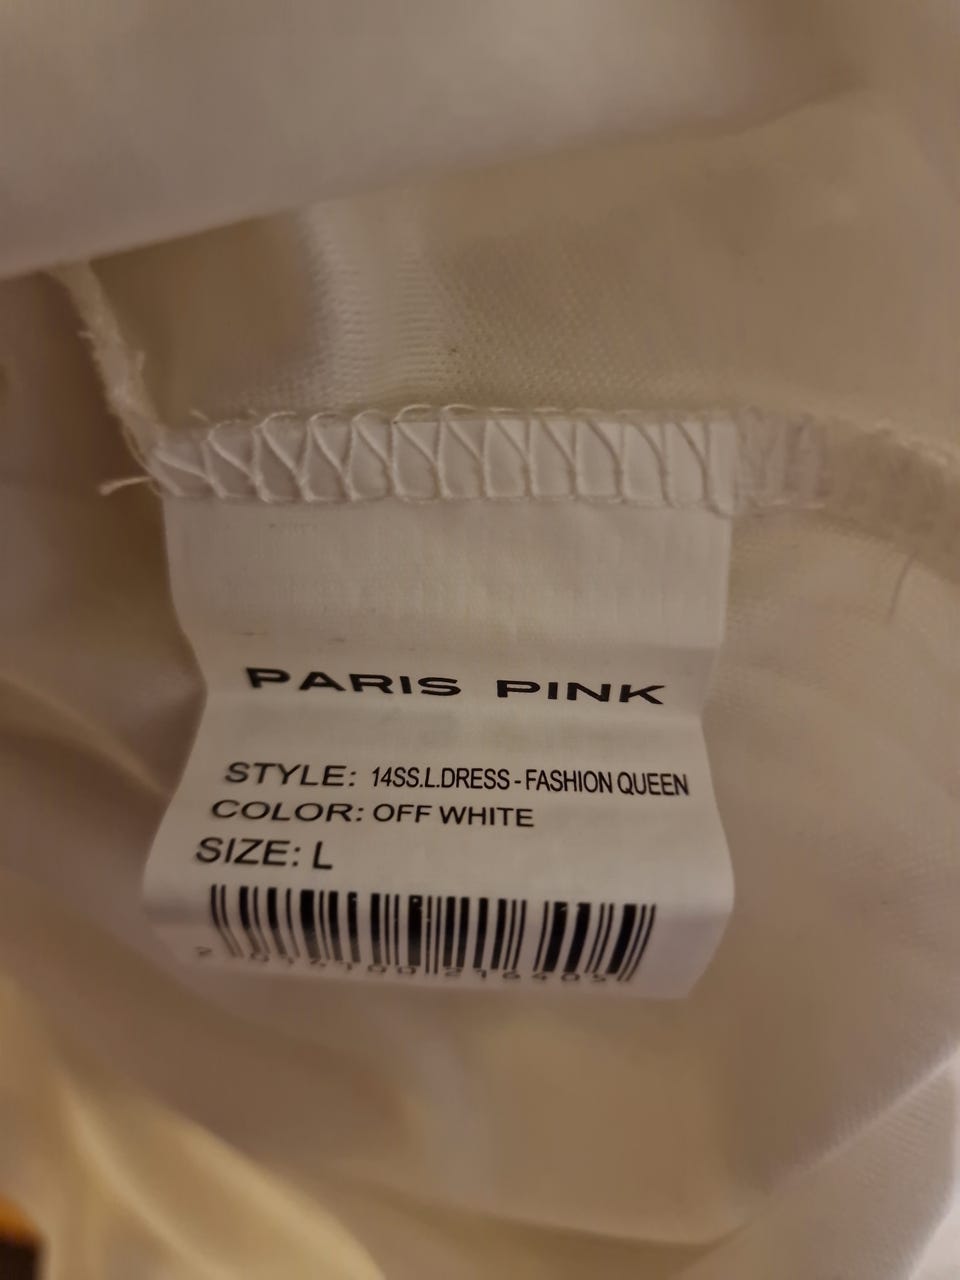 PARIS PINK
STYLE: 14SS.L.DRESS - FASHION QUEEN
COLOR: OFF WHITE
SIZE: L